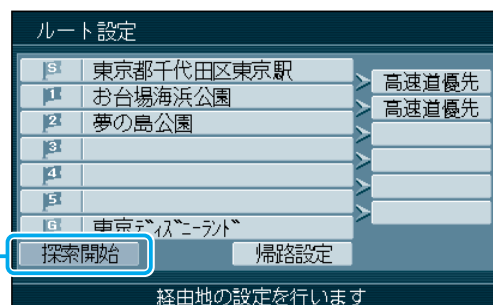 ルート設定
S 東京都千代田区東京駅
高速道優先
1 お台場海浜公園
高速道優先
2 夢の島公園
3
4
5
G 東京ﾃﾞｨｽﾞﾆｰﾗﾝﾄﾞ
探索開始 帰路設定
経由地の設定を行います